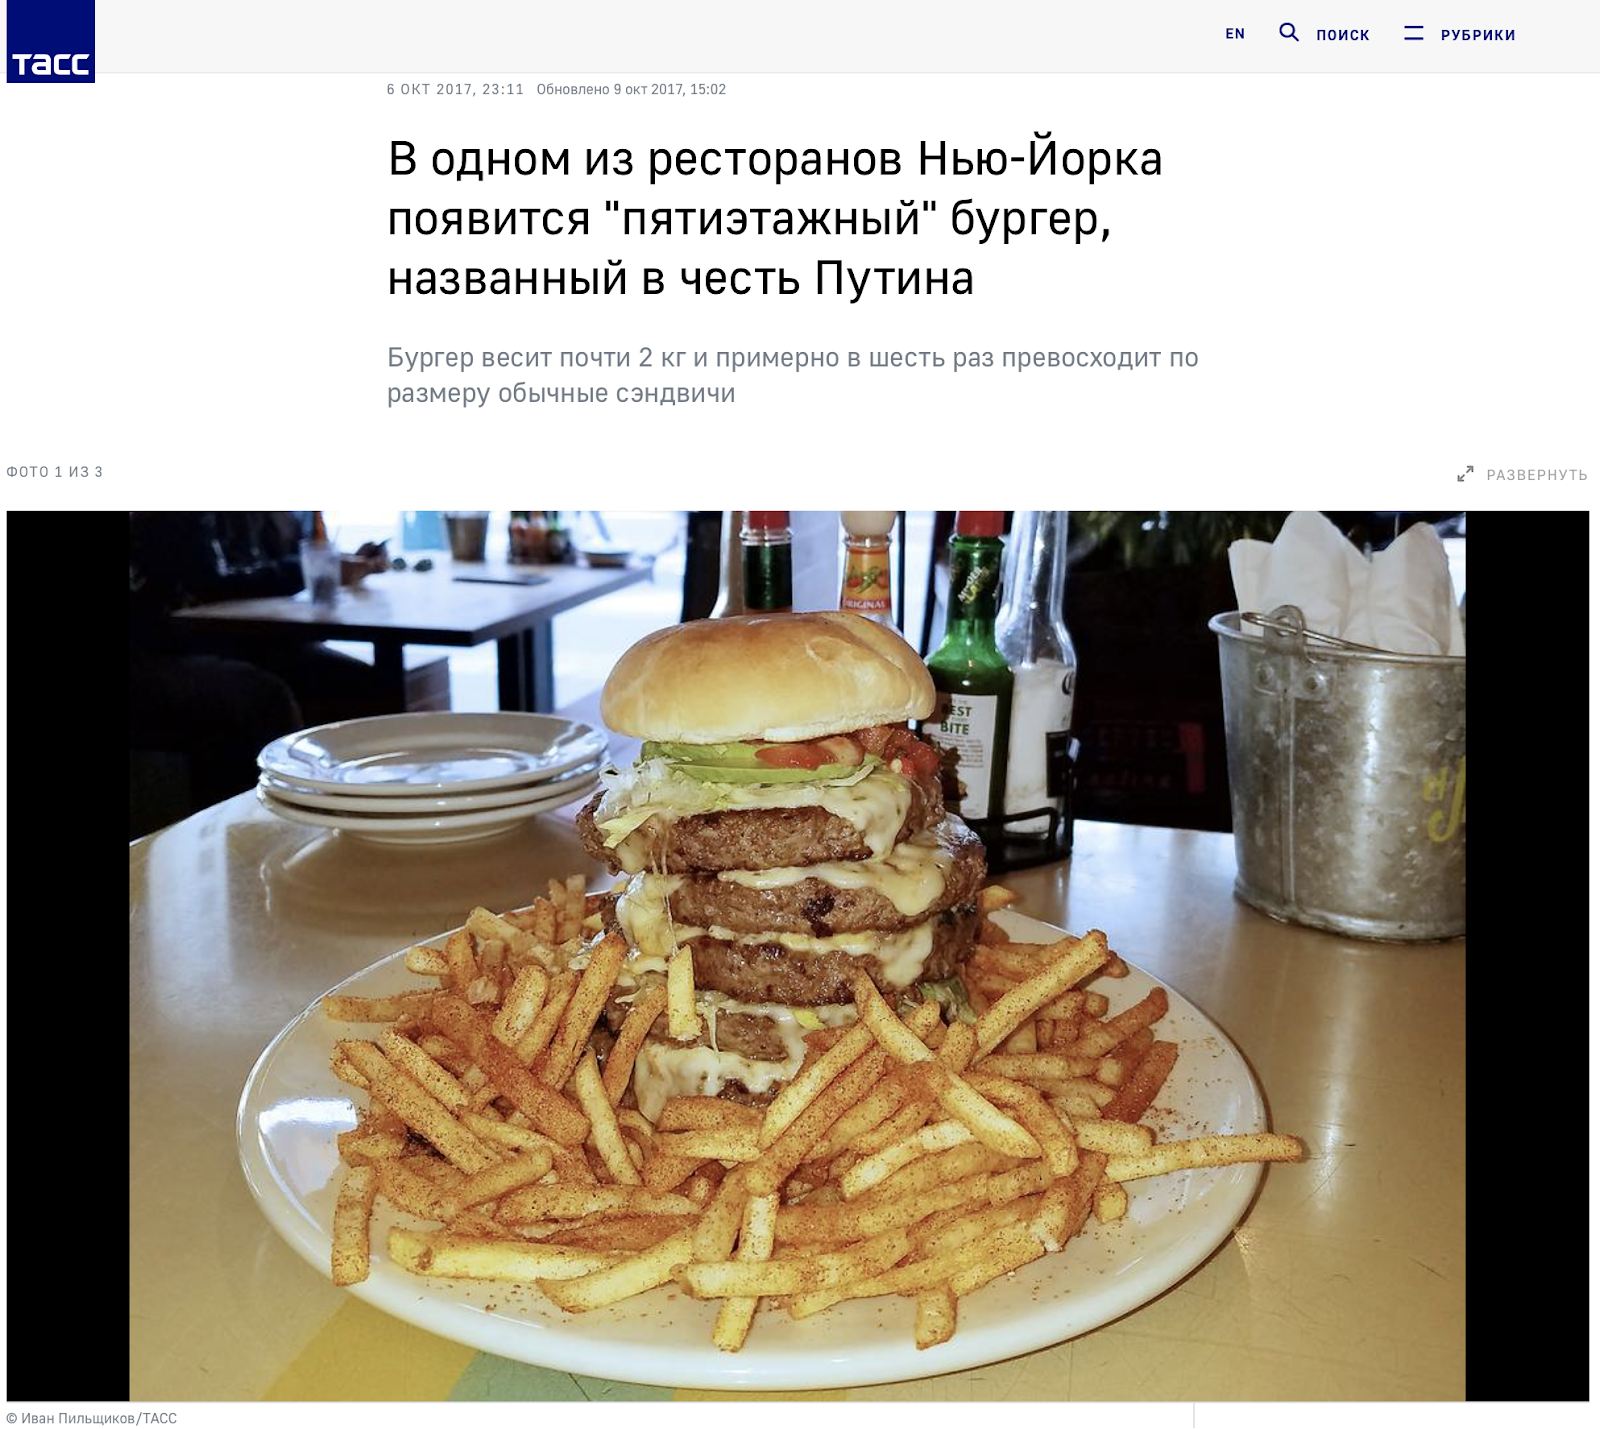 тасс
EN
ПОИСК
РУБРИКИ
6 ОКТ 2017, 23:11 Обновлено 9 окт 2017, 15:02
В одном из ресторанов Нью-Йорка
появится "пятиэтажный" бургер,
названный в честь Путина
Бургер весит почти 2 кг и примерно в шесть раз превосходит по
размеру обычные сэндвичи
ФОТО 1 ИЗ 3
РАЗВЕРНУТЬ
ORIGINAL
BITE
© Иван Пильщиков/ТАСС